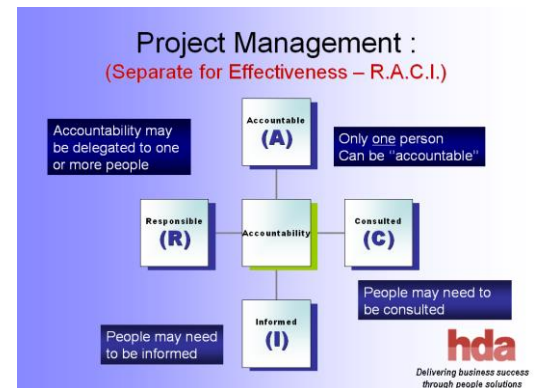 Project Management :
(Separate for Effectiveness – R.A.C.I.)
Accountable
(A)
Accountability may
be delegated to one
or more people
Only one person
Can be "accountable"
Responsible
(R)
Accountability
Consulted
(C)
People may need to
be consulted
Informed
(I)
People may need
to be informed
hda
Delivering business success
through people solutions